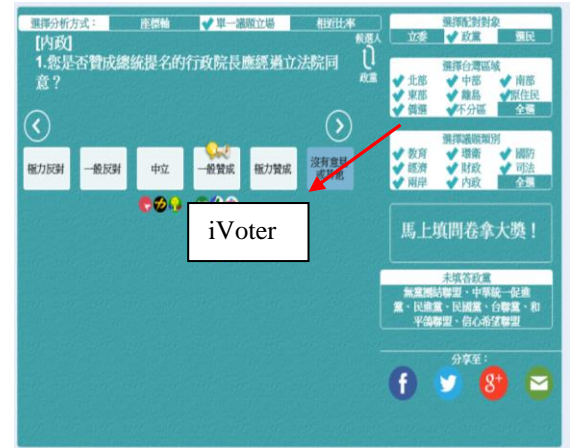 選擇分析方式： 座標軸 單一議題立場 相近比率
候選人
政黨
[內政]
1.您是否贊成總統提名的行政院長應經過立法院同
意？
極力反對 一般反對 中立 一般贊成 極力贊成 沒有意見
iVoter
選擇配對對象
立委 政黨 選民
選擇台灣區域
北部 中部 南部
東部 離島 原住民
僑選 不分區 全選
選擇議題類別
教育 環衛 國防
經濟 財政 司法
兩岸 內政 全選
馬上填問卷拿大獎！
未填答政黨
無黨團結聯盟、中華統一促進
黨、民進黨、民國黨、台聯黨、和
平鴿聯盟、信心希望聯盟
分享至：
f
8+